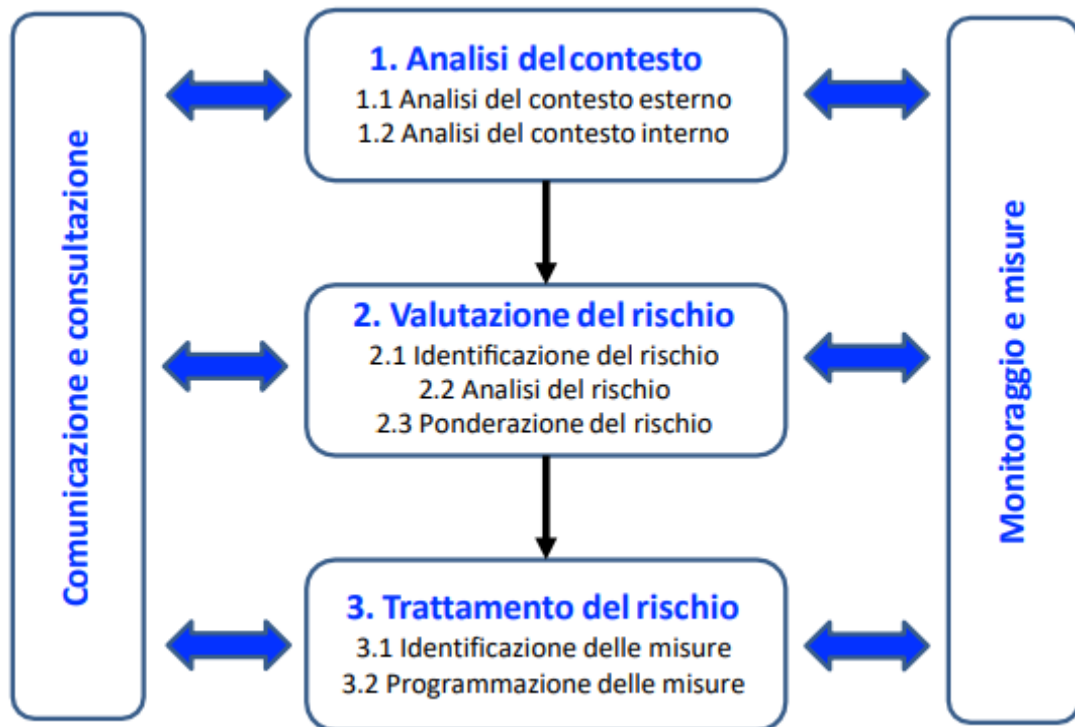 Comunicazione e consultazione
1. Analisi del contesto
1.1 Analisi del contesto esterno
1.2 Analisi del contesto interno
2. Valutazione del rischio
2.1 Identificazione del rischio
2.2 Analisi del rischio
2.3 Ponderazione del rischio
3. Trattamento del rischio
3.1 Identificazione delle misure
3.2 Programmazione delle misure
Monitoraggio e misure